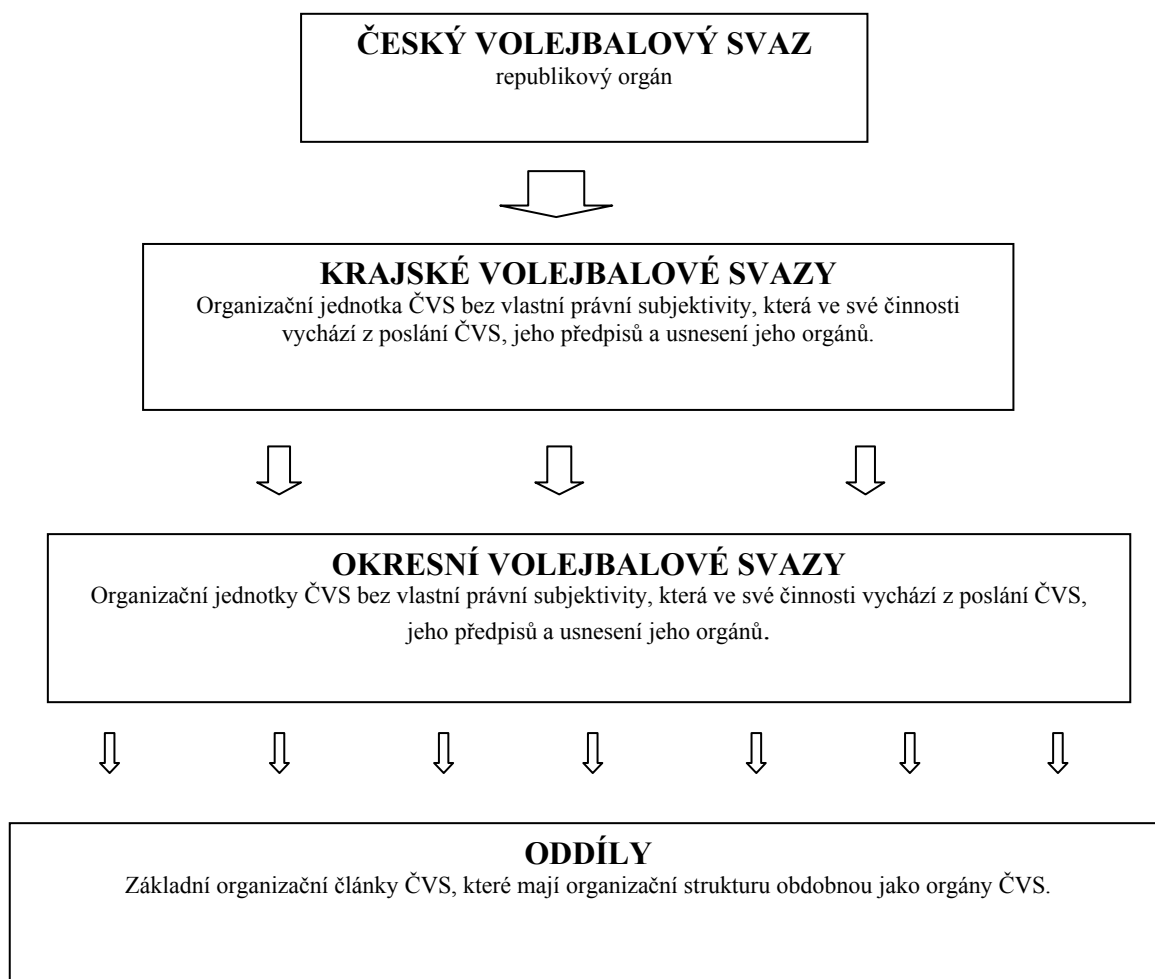 ČESKÝ VOLEJBALOVÝ SVAZ
republikový orgán
KRAJSKÉ VOLEJBALOVÉ SVAZY
Organizační jednotka ČVS bez vlastní právní subjektivity, která ve své činnosti
vychází z poslání ČVS, jeho předpisů a usnesení jeho orgánů.
OKRESNÍ VOLEJBALOVÉ SVAZY
Organizační jednotky ČVS bez vlastní právní subjektivity, která ve své činnosti vychází z poslání ČVS,
jeho předpisů a usnesení jeho orgánů.
ODDÍLY
Základní organizační články ČVS, které mají organizační strukturu obdobnou jako orgány ČVS.